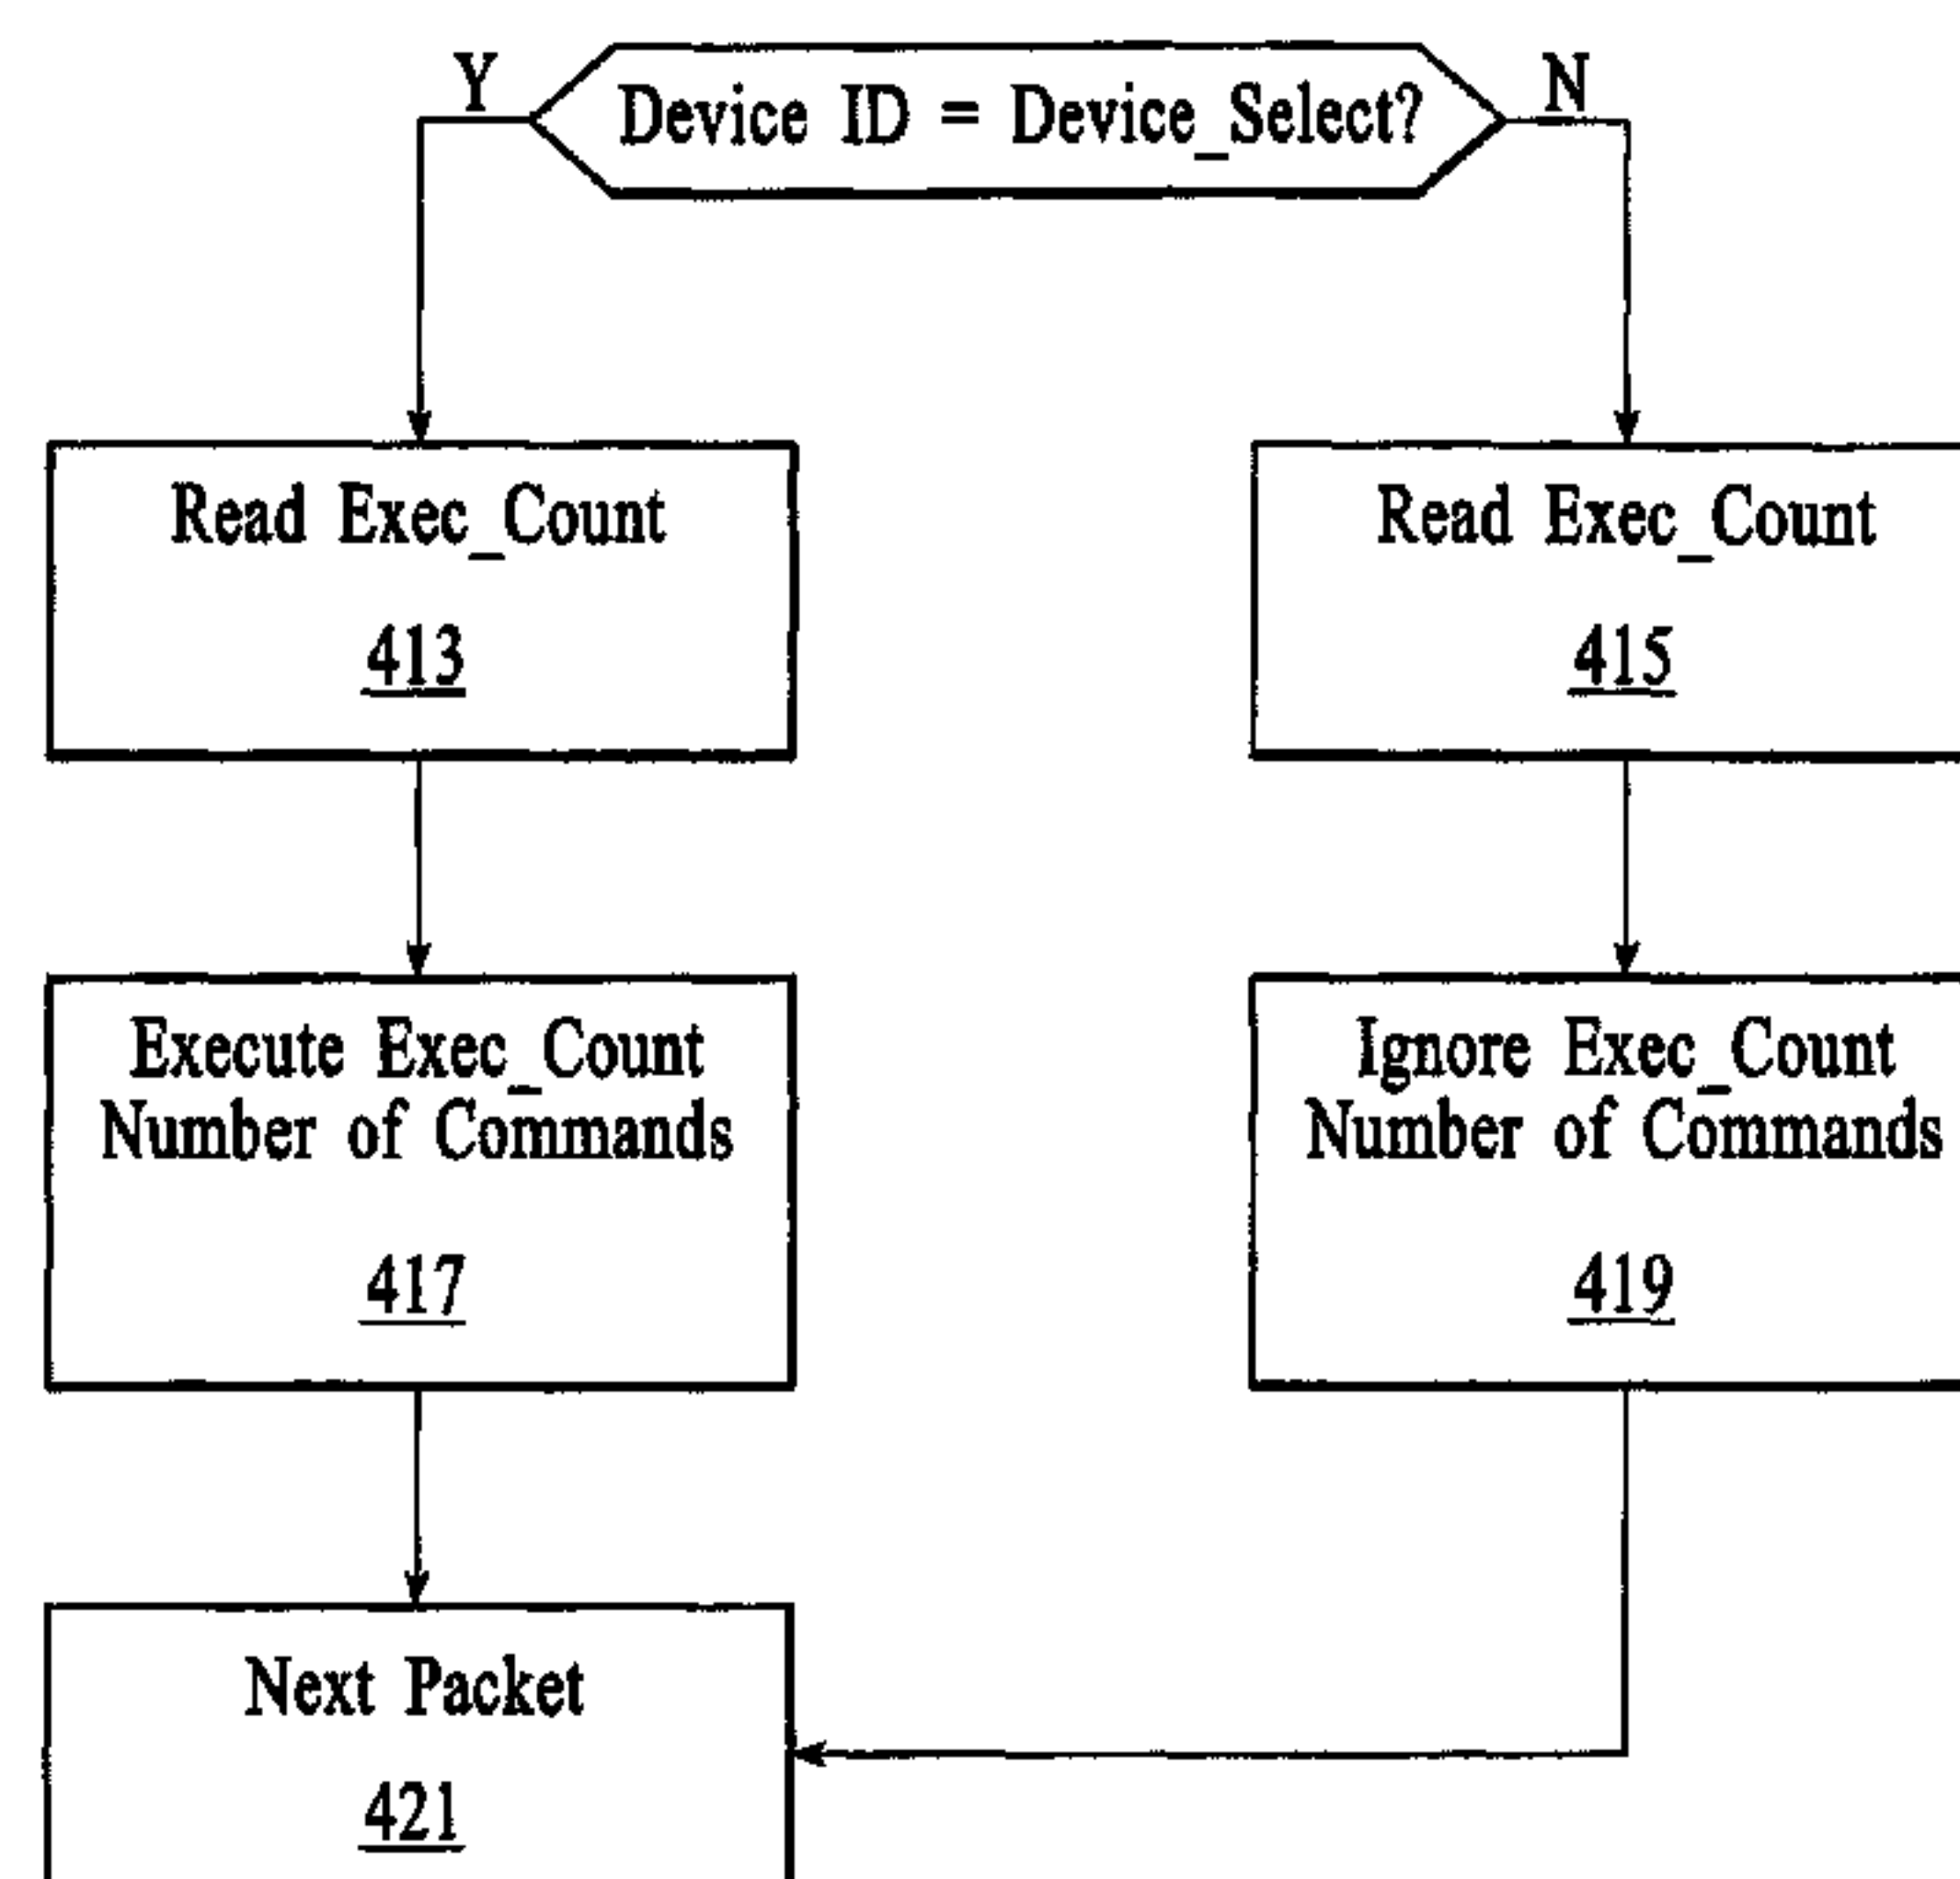 Y
Device ID = Device_Select?
N
Read Exec_Count
413
Read Exec_Count
415
Execute Exec_Count
Number of Commands
417
Ignore Exec_Count
Number of Commands
419
Next Packet
421